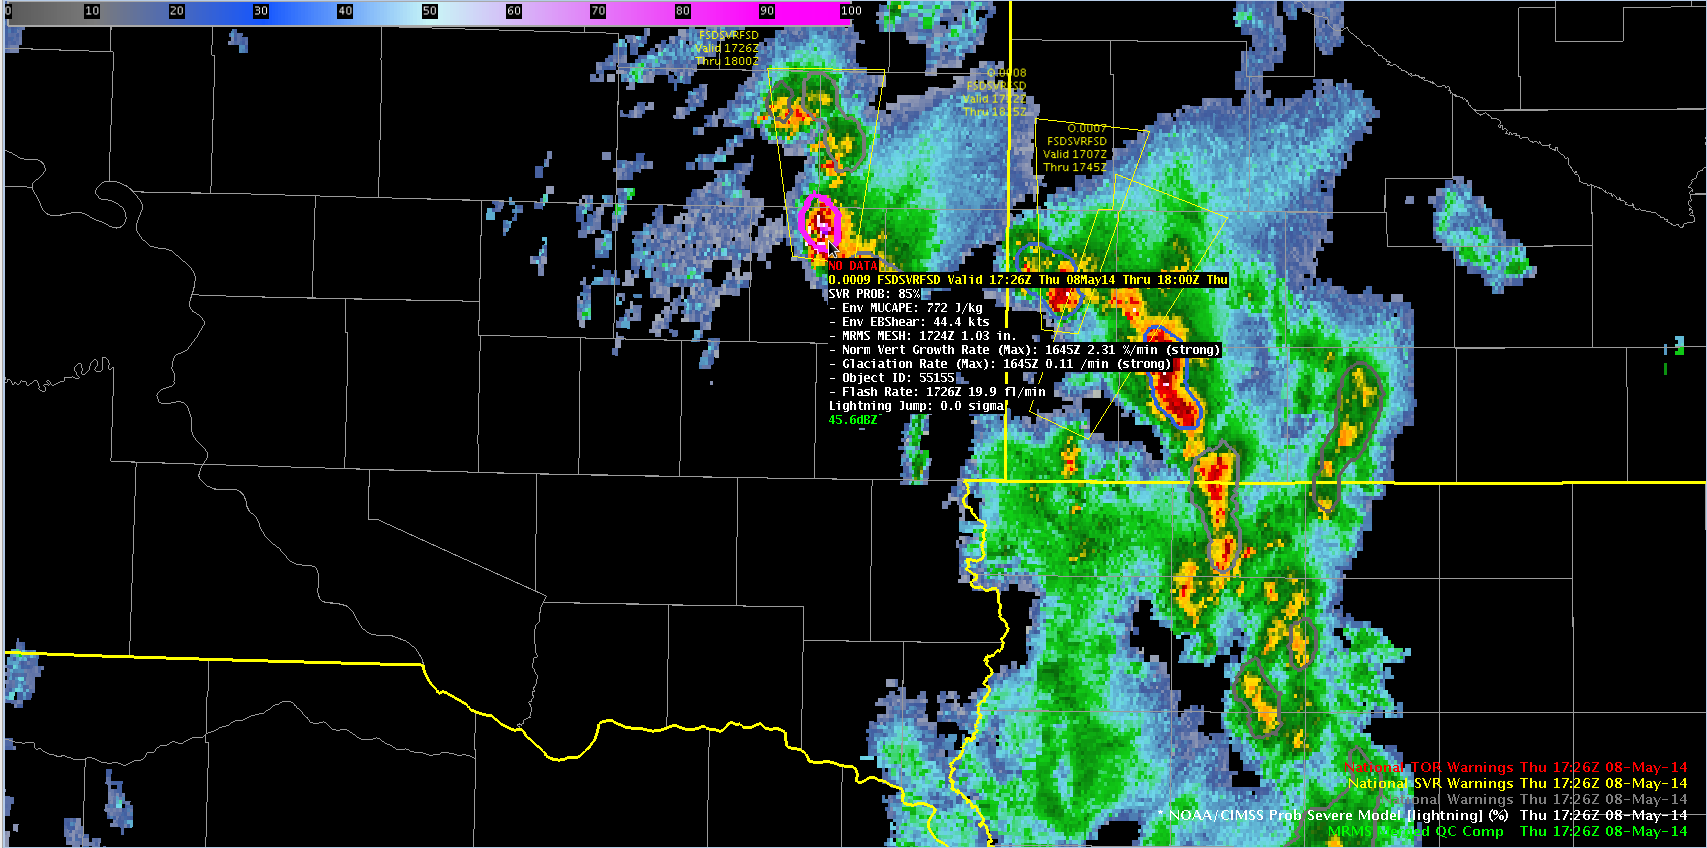 0 10 20 30 40 50 60 70 80 90 100
FSDSVRFSD
Valid 1726Z
Thru 1800Z
O.0008
FSDSVRFSD
Thru 1815Z
O.0007
FSDSVRFSD
Valid 1707Z
Thru 1745Z
NO DATA
O.0009 FSDSVRFSD Valid 17:26Z Thu 08May14 Thru 18:00Z Thu
SVR PROB: 85%
- Env MUCAPE: 772 J/kg
- Env EBShear: 44.4 kts
- MRMS MESH: 1724Z 1.03 in.
- Norm Vert Growth Rate (Max): 1645Z 2.31 %/min (strong)
- Glaciation Rate (Max): 1645Z 0.11 /min (strong)
- Object ID: 55155
- Flash Rate: 1726Z 19.9 fl/min
Lightning Jump: 0.0 sigma
45.6dBZ
National TOR Warnings Thu 17:26Z 08-May-14
National SVR Warnings Thu 17:26Z 08-May-14
National Warnings Thu 17:26Z 08-May-14
* NOAA/CIMSS Prob Severe Model [lightning] (%) Thu 17:26Z 08-May-14
MRMS Merged QC Comp Thu 17:26Z 08-May-14